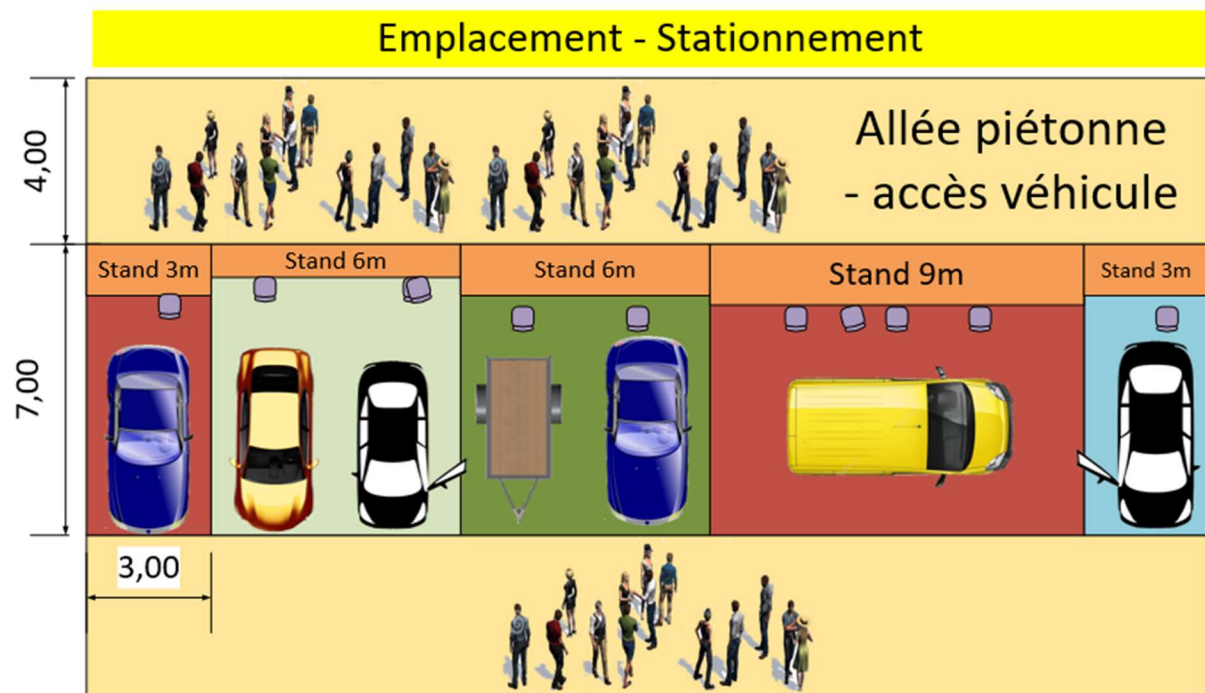 Emplacement - Stationnement
4,00
Allée piétonne
- accès véhicule
Stand 3m
Stand 6m
Stand 6m
Stand 9m
Stand 3m
7,00
3,00